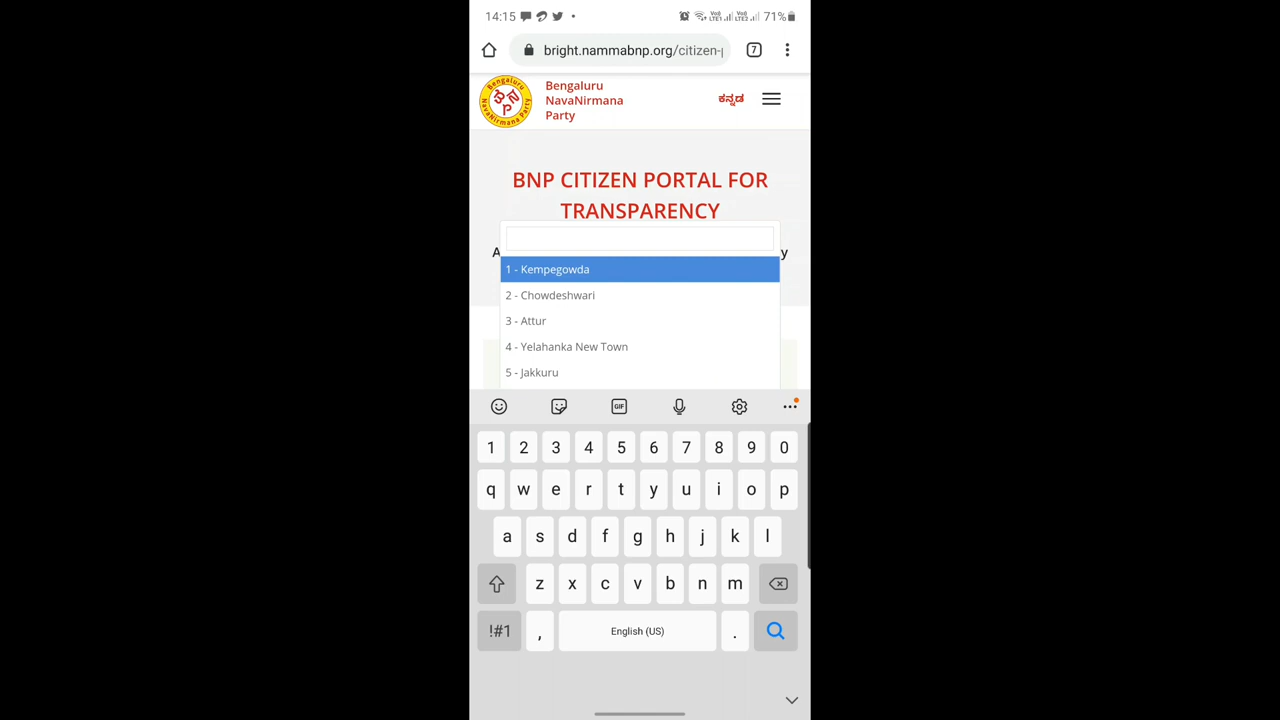 14:15
71%
bright.nammabnp.org/citizen-p
7
Bengaluru
NavaNirmana
Party
ಕನ್ನಡ
BNP CITIZEN PORTAL FOR
TRANSPARENCY
1 - Kempegowda
2 - Chowdeshwari
3 - Attur
4 - Yelahanka New Town
5 - Jakkuru
GIF
1 2 3 4 5 6 7 8 9 0
q w e r t y u i o p
a s d f g h j k l
z x c v b n m
!#1 , English (US) .